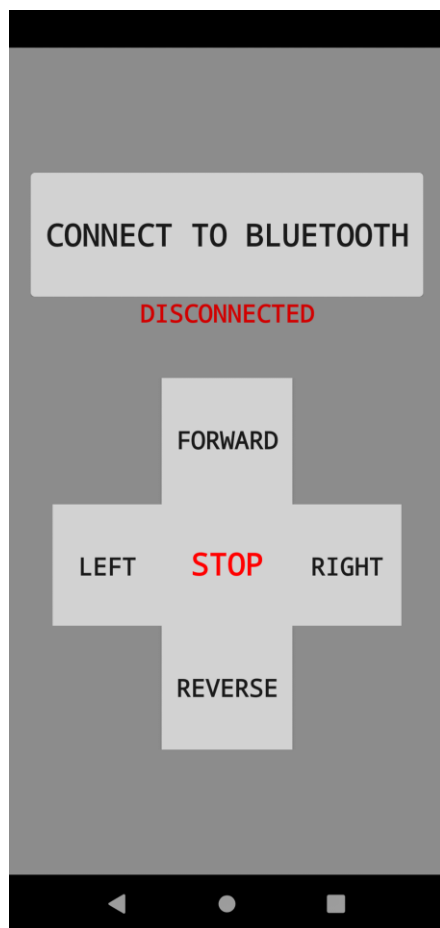 CONNECT TO BLUETOOTH
DISCONNECTED
FORWARD
LEFT STOP RIGHT
REVERSE